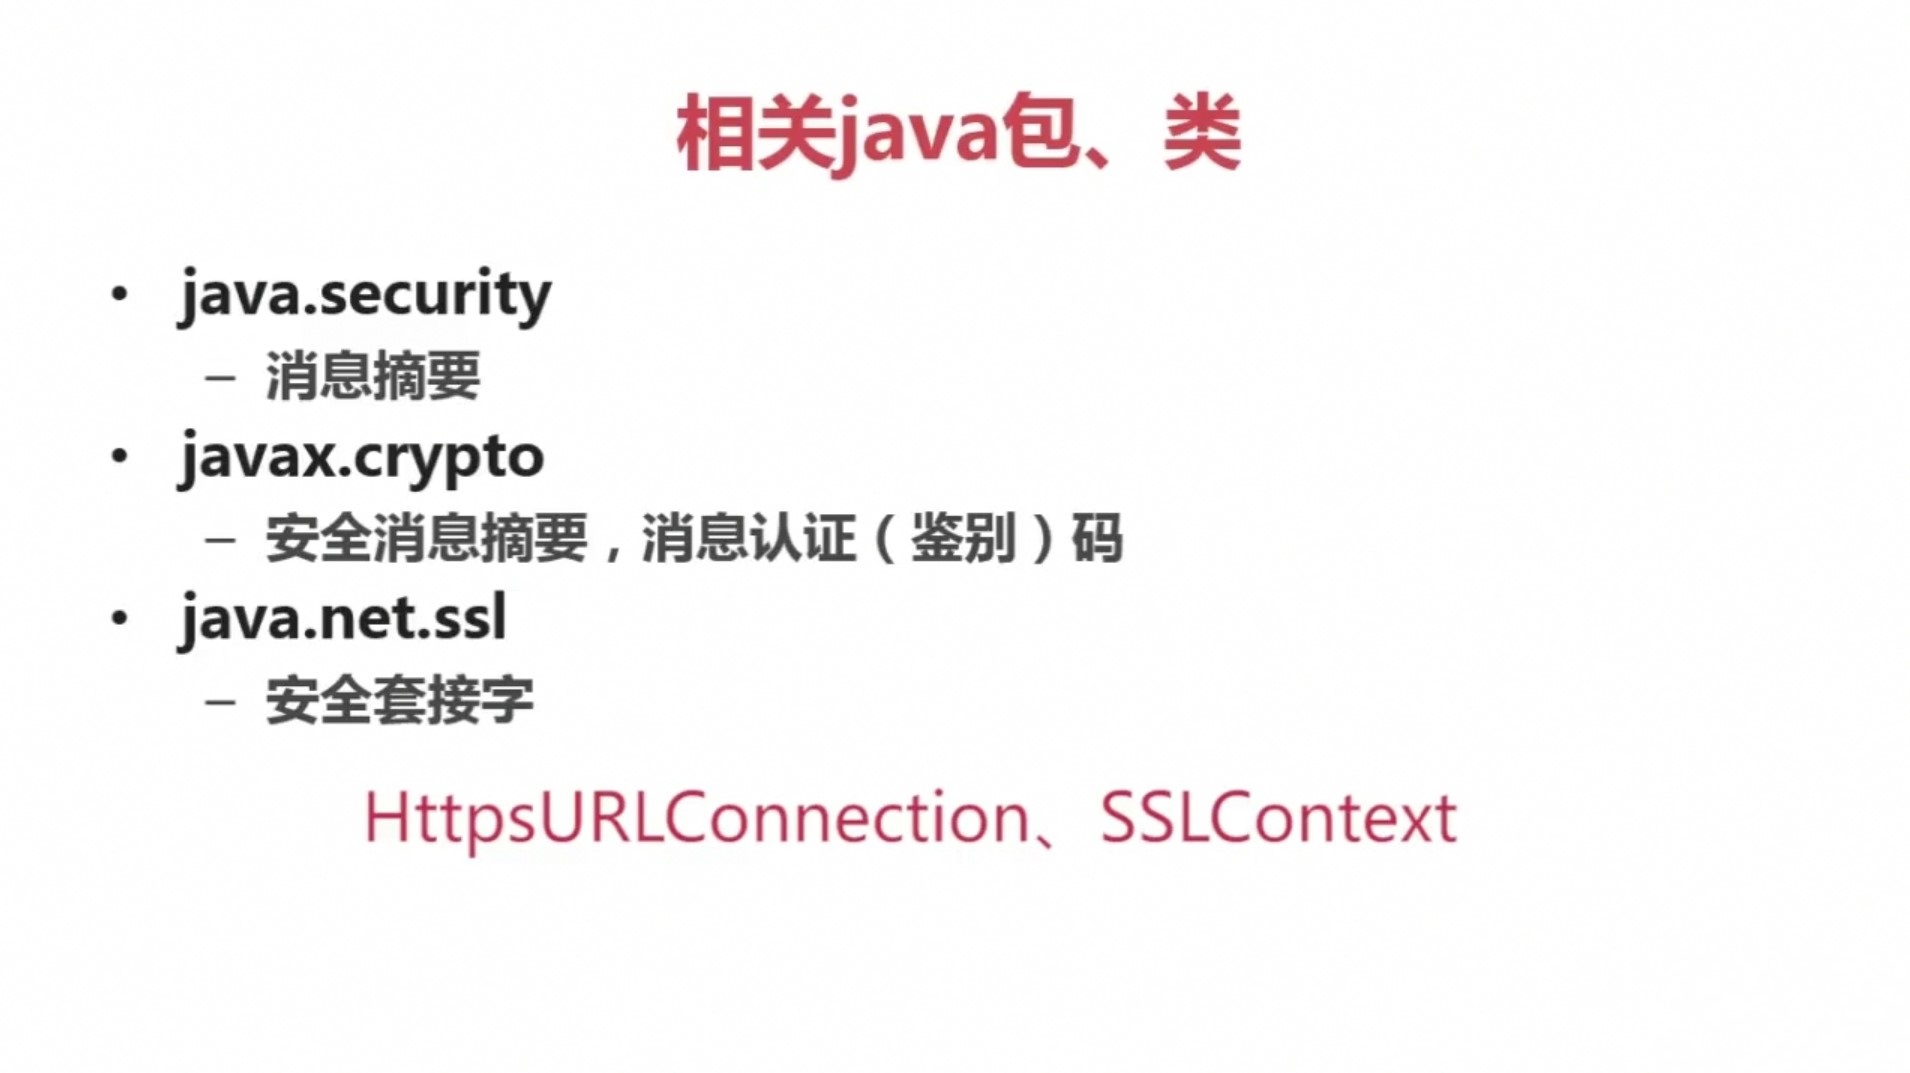 相关java包、类
• java.security
– 消息摘要
• javax.crypto
– 安全消息摘要，消息认证（鉴别）码
• java.net.ssl
– 安全套接字
HttpsURLConnection、SSLContext